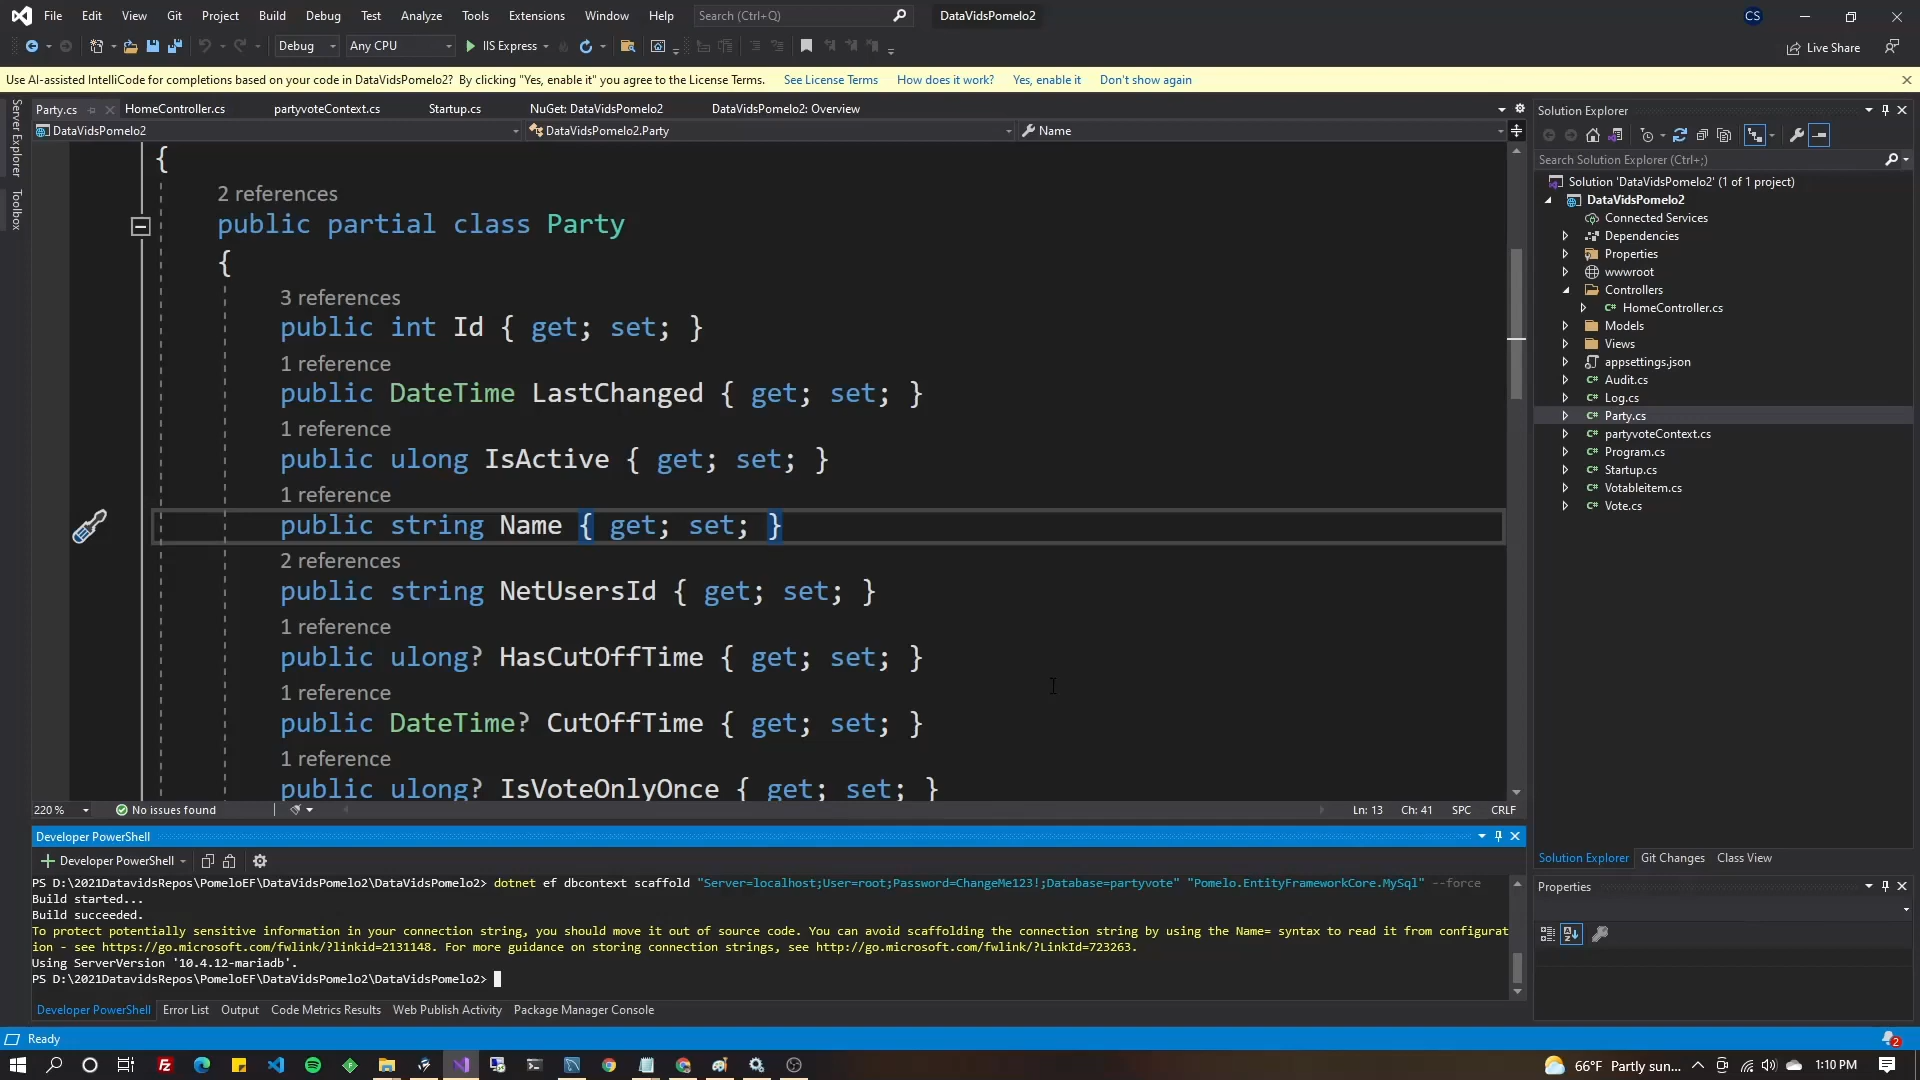 File Edit View Git Project Build Debug Test Analyze Tools Extensions Window Help Search (Ctrl+Q) DataVidsPomelo2 CS
Debug Any CPU IIS Express Live Share
Use AI-assisted IntelliCode for completions based on your code in DataVidsPomelo2? By clicking "Yes, enable it" you agree to the License Terms. See License Terms How does it work? Yes, enable it Don't show again
Server Explorer
Toolbox
Party.cs HomeController.cs partyvoteContext.cs Startup.cs NuGet: DataVidsPomelo2 DataVidsPomelo2: Overview
DataVidsPomelo2 DataVidsPomelo2.Party Name
{
2 references
public partial class Party
{
3 references
public int Id { get; set; }
1 reference
public DateTime LastChanged { get; set; }
1 reference
public ulong IsActive { get; set; }
1 reference
public string Name { get; set; }
2 references
public string NetUsersId { get; set; }
1 reference
public ulong? HasCutOffTime { get; set; }
1 reference
public DateTime? CutOffTime { get; set; }
1 reference
public ulong? IsVoteOnlyOnce { get; set; }
220 % No issues found Ln: 13 Ch: 41 SPC CRLF
Solution Explorer
Search Solution Explorer (Ctrl+;)
Solution 'DataVidsPomelo2' (1 of 1 project)
DataVidsPomelo2
Connected Services
Dependencies
Properties
wwwroot
Controllers
C# HomeController.cs
Models
Views
appsettings.json
C# Audit.cs
C# Log.cs
C# Party.cs
C# partyvoteContext.cs
C# Program.cs
C# Startup.cs
C# Votableitem.cs
C# Vote.cs
Solution Explorer Git Changes Class View
Properties
Developer PowerShell
Developer PowerShell
PS D:\2021DatavidsRepos\PomeloEF\DataVidsPomelo2\DataVidsPomelo2> dotnet ef dbcontext scaffold "Server=localhost;User=root;Password=ChangeMe123!;Database=partyvote" "Pomelo.EntityFrameworkCore.MySql" --force
Build started...
Build succeeded.
To protect potentially sensitive information in your connection string, you should move it out of source code. You can avoid scaffolding the connection string by using the Name= syntax to read it from configurat
ion - see https://go.microsoft.com/fwlink/?linkid=2131148. For more guidance on storing connection strings, see http://go.microsoft.com/fwlink/?LinkId=723263.
Using ServerVersion '10.4.12-mariadb'.
PS D:\2021DatavidsRepos\PomeloEF\DataVidsPomelo2\DataVidsPomelo2>
Developer PowerShell Error List Output Code Metrics Results Web Publish Activity Package Manager Console
Ready 2
66°F Partly sun... 1:10 PM